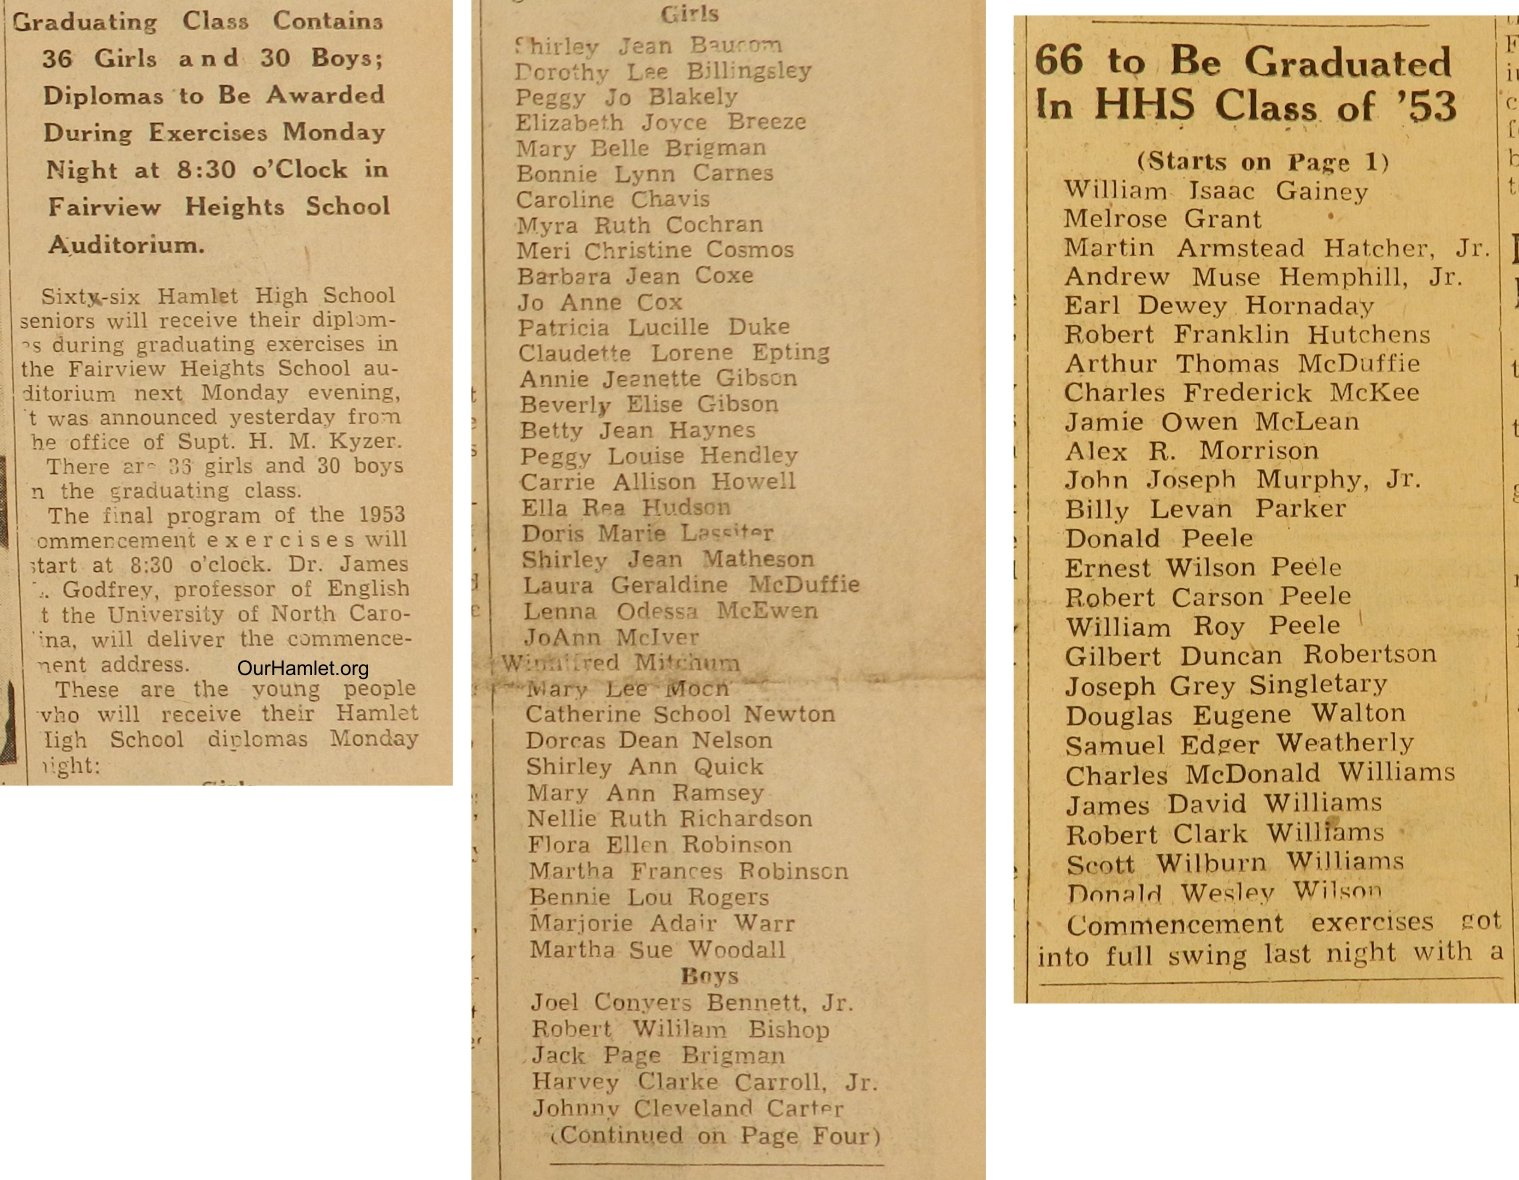 Graduating Class Contains
36 Girls and 30 Boys;
Diplomas to Be Awarded
During Exercises Monday
Night at 8:30 o'Clock in
Fairview Heights School
Auditorium.
Sixty-six Hamlet High School
seniors will receive their diplom-
as during graduating exercises in
the Fairview Heights School au-
ditorium next Monday evening,
't was announced yesterday from
he office of Supt. H. M. Kyzer.
There are 36 girls and 30 boys
n the graduating class.
The final program of the 1953
ommencement exercises will
start at 8:30 o'clock. Dr. James
Godfrey, professor of English
t the University of North Caro-
ina, will deliver the commence-
ment address.
OurHamlet.org
These are the young people
who will receive their Hamlet
High School diplomas Monday
night:
Girls
Shirley Jean Baucom
Dorothy Lee Billingsley
Peggy Jo Blakely
Elizabeth Joyce Breeze
Mary Belle Brigman
Bonnie Lynn Carnes
Caroline Chavis
Myra Ruth Cochran
Meri Christine Cosmos
Barbara Jean Coxe
Jo Anne Cox
Patricia Lucille Duke
Claudette Lorene Epting
Annie Jeanette Gibson
Beverly Elise Gibson
Betty Jean Haynes
Peggy Louise Hendley
Carrie Allison Howell
Ella Rea Hudson
Doris Marie Lassiter
Shirley Jean Matheson
Laura Geraldine McDuffie
Lenna Odessa McEwen
JoAnn McIver
Winnifred Mitchum
Mary Lee Moon
Catherine School Newton
Dorcas Dean Nelson
Shirley Ann Quick
Mary Ann Ramsey
Nellie Ruth Richardson
Flora Ellen Robinson
Martha Frances Robinson
Bennie Lou Rogers
Marjorie Adair Warr
Martha Sue Woodall
Boys
Joel Conyers Bennett, Jr.
Robert Wililam Bishop
Jack Page Brigman
Harvey Clarke Carroll, Jr.
Johnny Cleveland Carter
(Continued on Page Four)
66 to Be Graduated
In HHS Class of '53
(Starts on Page 1)
William Isaac Gainey
Melrose Grant
Martin Armstead Hatcher, Jr.
Andrew Muse Hemphill, Jr.
Earl Dewey Hornaday
Robert Franklin Hutchens
Arthur Thomas McDuffie
Charles Frederick McKee
Jamie Owen McLean
Alex R. Morrison
John Joseph Murphy, Jr.
Billy Levan Parker
Donald Peele
Ernest Wilson Peele
Robert Carson Peele
William Roy Peele
Gilbert Duncan Robertson
Joseph Grey Singletary
Douglas Eugene Walton
Samuel Edger Weatherly
Charles McDonald Williams
James David Williams
Robert Clark Williams
Scott Wilburn Williams
Donald Wesley Wilson
Commencement exercises got
into full swing last night with a